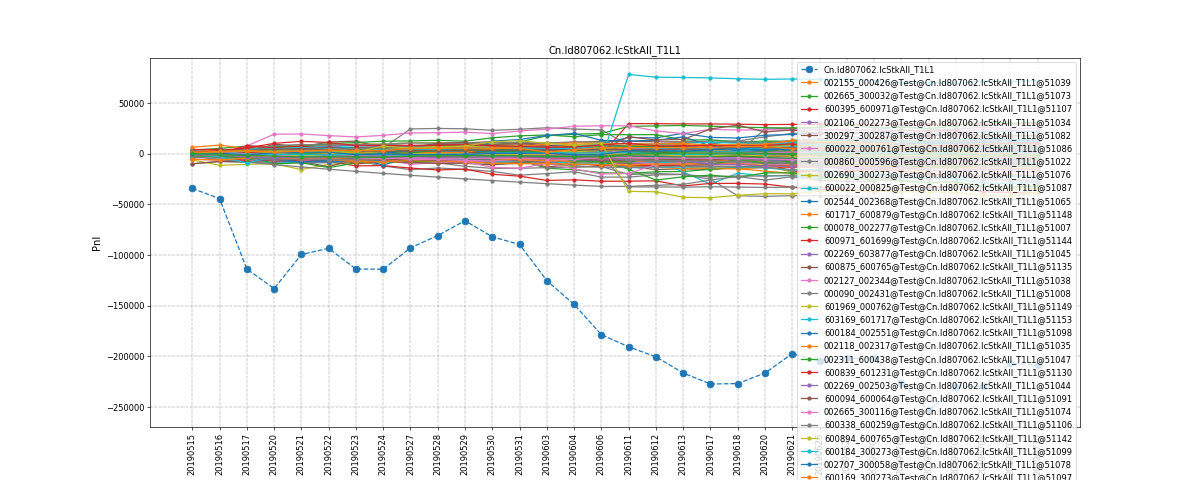 Cn.Id807062.IcStkAll_T1L1
PnI
50000
0
−50000
−100000
−150000
−200000
−250000
20190515
20190516
20190517
20190520
20190521
20190522
20190523
20190524
20190527
20190528
20190529
20190530
20190531
20190603
20190604
20190606
20190611
20190612
20190613
20190617
20190618
20190620
20190621
Cn.Id807062.IcStkAll_T1L1
002155_000426@Test@Cn.Id807062.IcStkAll_T1L1@51039
002665_300032@Test@Cn.Id807062.IcStkAll_T1L1@51073
600395_600971@Test@Cn.Id807062.IcStkAll_T1L1@51107
002106_002273@Test@Cn.Id807062.IcStkAll_T1L1@51031
300297_300287@Test@Cn.Id807062.IcStkAll_T1L1@51082
600022_000761@Test@Cn.Id807062.IcStkAll_T1L1@51086
000860_000596@Test@Cn.Id807062.IcStkAll_T1L1@51022
002690_300273@Test@Cn.Id807062.IcStkAll_T1L1@51076
600022_000825@Test@Cn.Id807062.IcStkAll_T1L1@51087
002544_002368@Test@Cn.Id807062.IcStkAll_T1L1@51065
601717_600879@Test@Cn.Id807062.IcStkAll_T1L1@51148
000078_002277@Test@Cn.Id807062.IcStkAll_T1L1@51007
600971_601699@Test@Cn.Id807062.IcStkAll_T1L1@51144
002269_603877@Test@Cn.Id807062.IcStkAll_T1L1@51045
600875_600765@Test@Cn.Id807062.IcStkAll_T1L1@51135
002127_002344@Test@Cn.Id807062.IcStkAll_T1L1@51038
000090_002431@Test@Cn.Id807062.IcStkAll_T1L1@51008
601969_000762@Test@Cn.Id807062.IcStkAll_T1L1@51149
603169_601717@Test@Cn.Id807062.IcStkAll_T1L1@51153
600184_002551@Test@Cn.Id807062.IcStkAll_T1L1@51098
002118_002317@Test@Cn.Id807062.IcStkAll_T1L1@51035
002311_600438@Test@Cn.Id807062.IcStkAll_T1L1@51047
600839_601231@Test@Cn.Id807062.IcStkAll_T1L1@51130
002269_002503@Test@Cn.Id807062.IcStkAll_T1L1@51044
600094_600064@Test@Cn.Id807062.IcStkAll_T1L1@51091
002665_300116@Test@Cn.Id807062.IcStkAll_T1L1@51074
600338_600259@Test@Cn.Id807062.IcStkAll_T1L1@51106
600894_600765@Test@Cn.Id807062.IcStkAll_T1L1@51142
600184_300273@Test@Cn.Id807062.IcStkAll_T1L1@51099
002707_300058@Test@Cn.Id807062.IcStkAll_T1L1@51078
600169_300273@Test@Cn.Id807062.IcStkAll_T1L1@51097